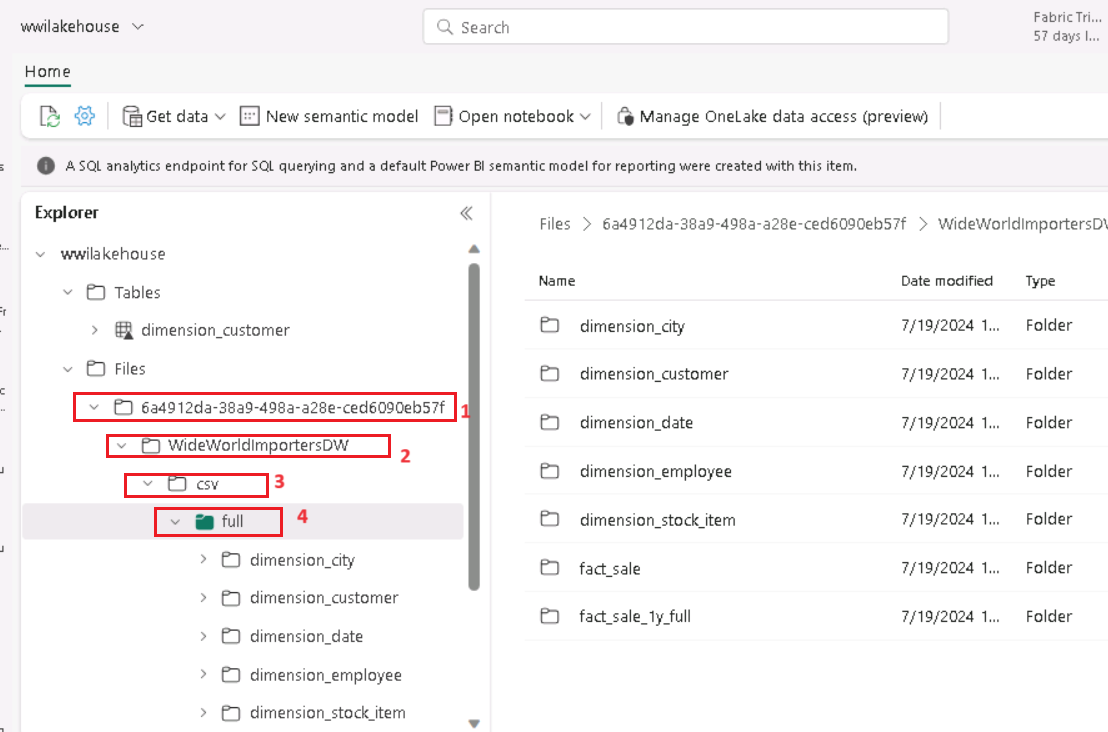 wwilakehouse
Search
Fabric Tri...
57 days l...
Home
Get data
New semantic model
Open notebook
Manage OneLake data access (preview)
A SQL analytics endpoint for SQL querying and a default Power BI semantic model for reporting were created with this item.
Explorer
wwilakehouse
Tables
dimension_customer
Files
6a4912da-38a9-498a-a28e-ced6090eb57f 1
WideWorldImportersDW 2
csv 3
full 4
dimension_city
dimension_customer
dimension_date
dimension_employee
dimension_stock_item
Files > 6a4912da-38a9-498a-a28e-ced6090eb57f > WideWorldImportersDW
Name Date modified Type
dimension_city 7/19/2024 1... Folder
dimension_customer 7/19/2024 1... Folder
dimension_date 7/19/2024 1... Folder
dimension_employee 7/19/2024 1... Folder
dimension_stock_item 7/19/2024 1... Folder
fact_sale 7/19/2024 1... Folder
fact_sale_1y_full 7/19/2024 1... Folder